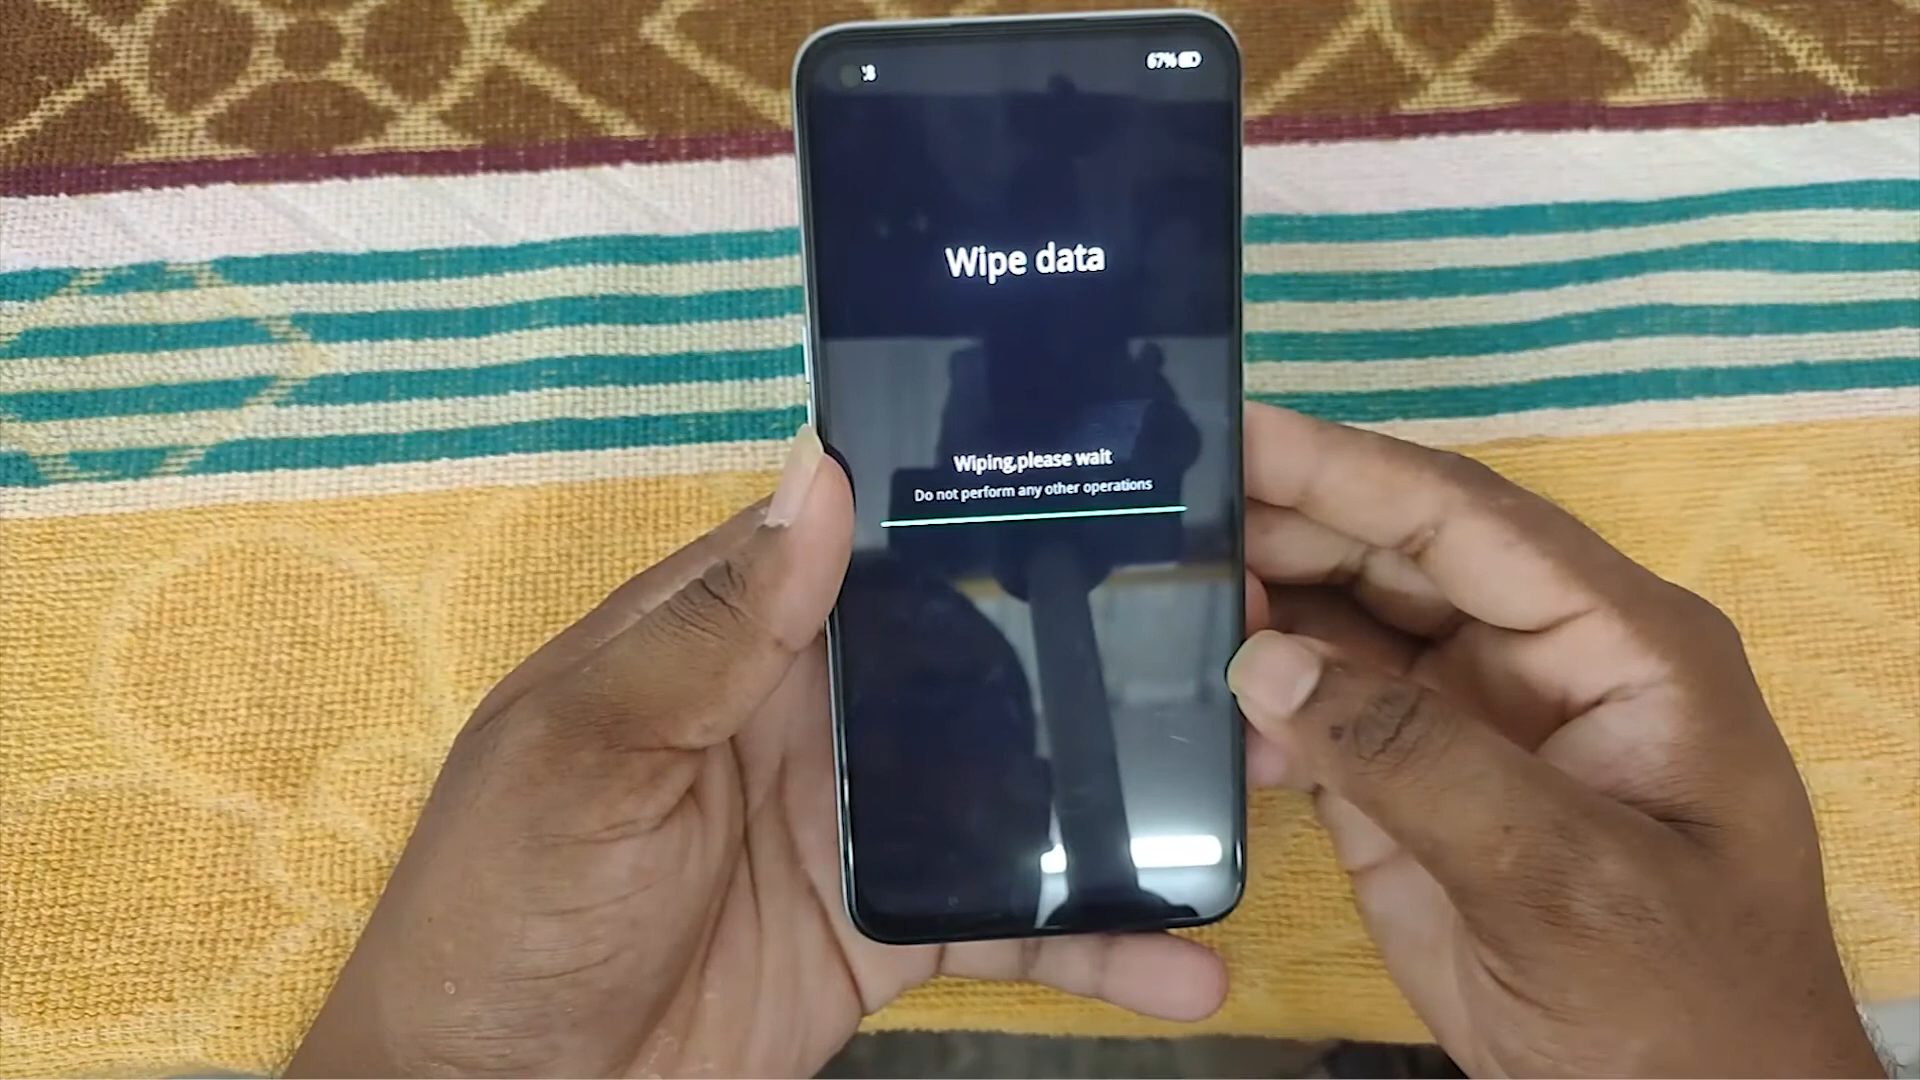 67%
Wipe data
Wiping,please wait
Do not perform any other operations